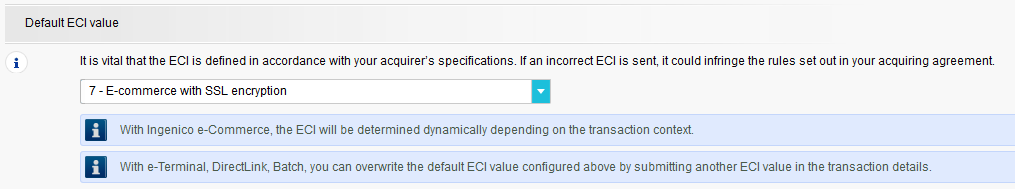 Default ECI value
It is vital that the ECI is defined in accordance with your acquirer's specifications. If an incorrect ECI is sent, it could infringe the rules set out in your acquiring agreement.
7 - E-commerce with SSL encryption
With Ingenico e-Commerce, the ECI will be determined dynamically depending on the transaction context.
With e-Terminal, DirectLink, Batch, you can overwrite the default ECI value configured above by submitting another ECI value in the transaction details.